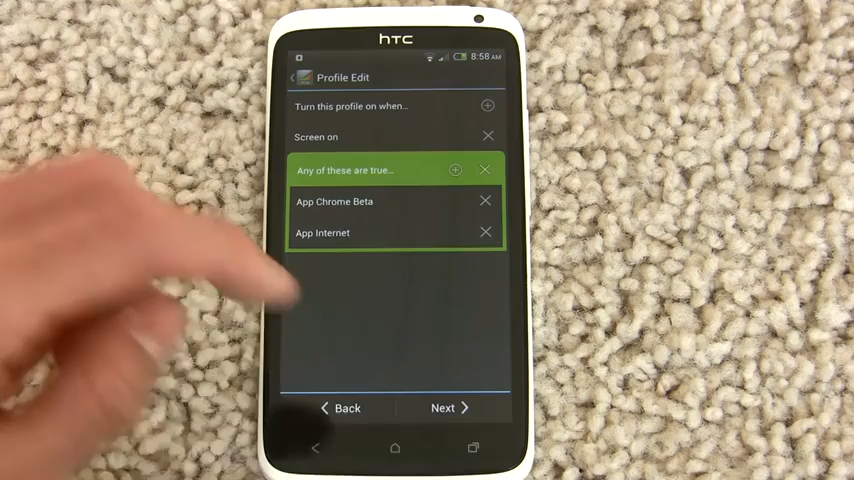 hTC
8:58 AM
Profile Edit
Turn this profile on when...
Screen on
Any of these are true...
App Chrome Beta
App Internet
Back
Next